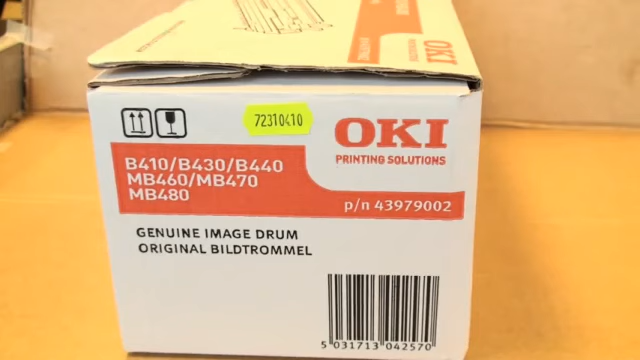 OKI
72310410
OKI
PRINTING SOLUTIONS
B410/B430/B440
MB460/MB470
MB480
p/n 43979002
GENUINE IMAGE DRUM
ORIGINAL BILDTROMMEL
5 031713 042570